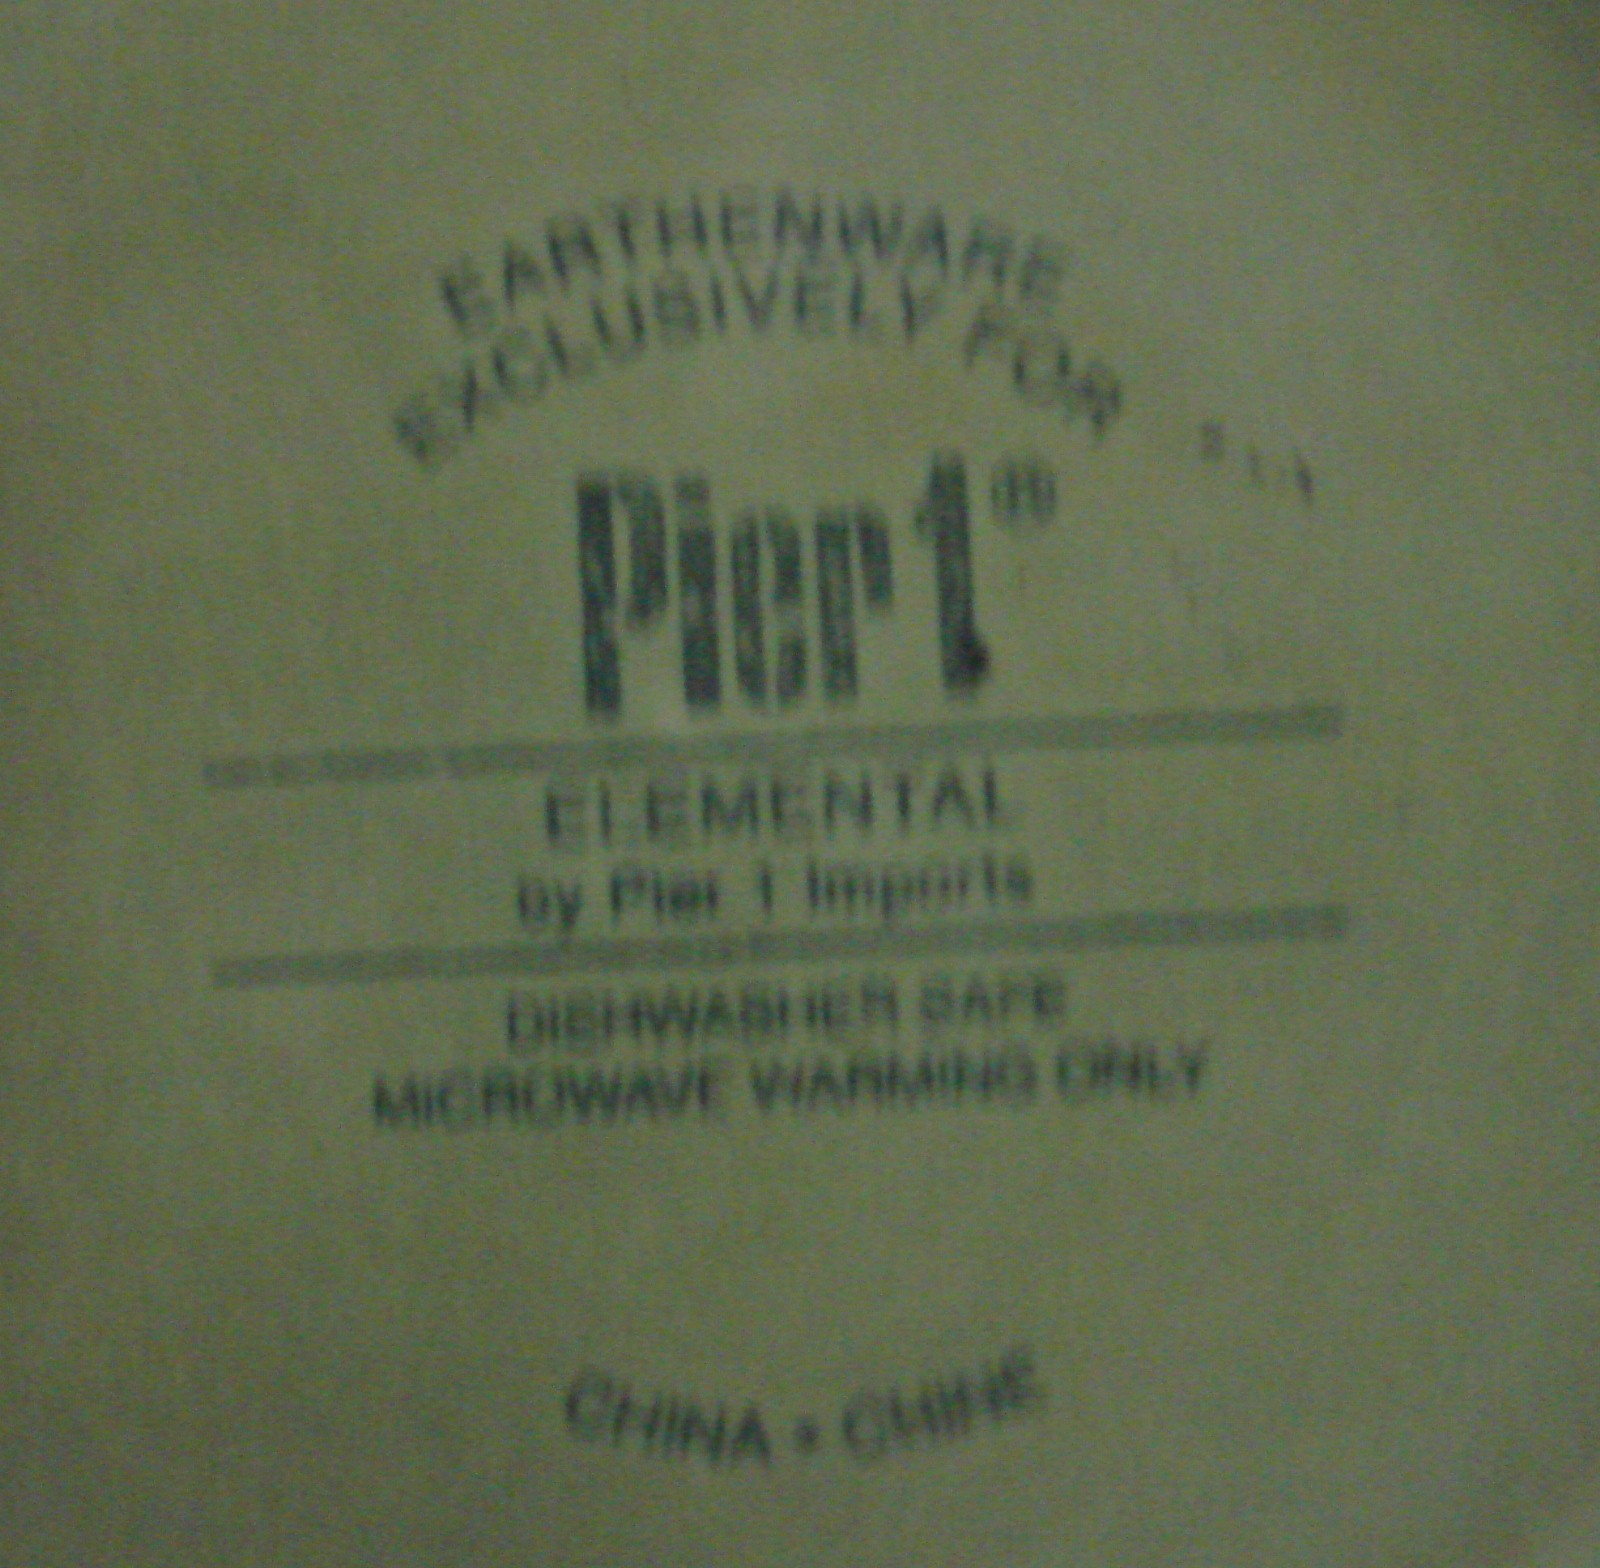 EARTHENWARE
EXCLUSIVELY FOR
Pier 1®
ELEMENTAL
by Pier 1 Imports
DISHWASHER SAFE
MICROWAVE WARMING ONLY
CHINA • CHINE